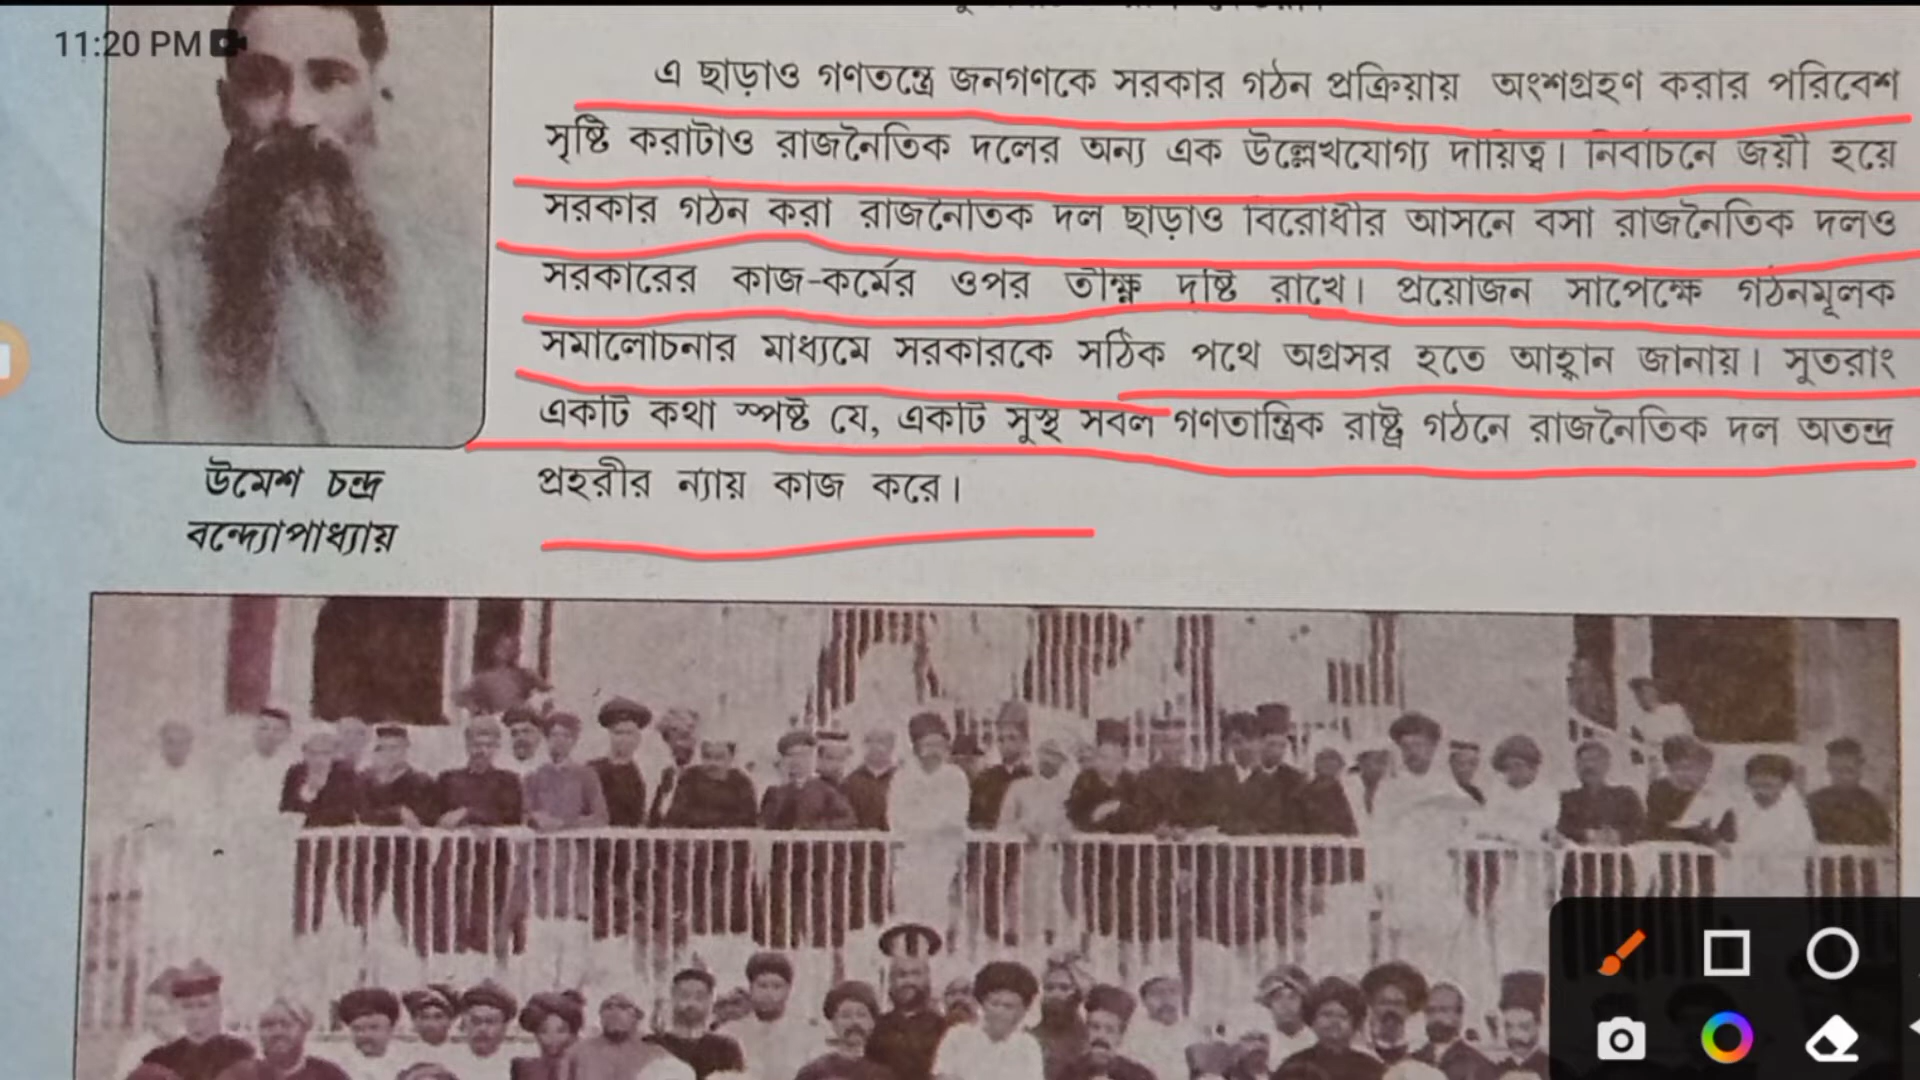 11:20 PM
এ ছাড়াও গণতন্ত্রে জনগণকে সরকার গঠন প্রক্রিয়ায় অংশগ্রহণ করার পরিবেশ
সৃষ্টি করাটাও রাজনৈতিক দলের অন্য এক উল্লেখযোগ্য দায়িত্ব। নির্বাচনে জয়ী হয়ে
সরকার গঠন করা রাজনৈতিক দল ছাড়াও বিরোধীর আসনে বসা রাজনৈতিক দলও
সরকারের কাজ-কর্মের ওপর তীক্ষ্ণ দৃষ্টি রাখে। প্রয়োজন সাপেক্ষে গঠনমূলক
সমালোচনার মাধ্যমে সরকারকে সঠিক পথে অগ্রসর হতে আহ্বান জানায়। সুতরাং
একটি কথা স্পষ্ট যে, একটি সুস্থ সবল গণতান্ত্রিক রাষ্ট্র গঠনে রাজনৈতিক দল অতন্দ্র
প্রহরীর ন্যায় কাজ করে।
উমেশ চন্দ্র
বন্দ্যোপাধ্যায়